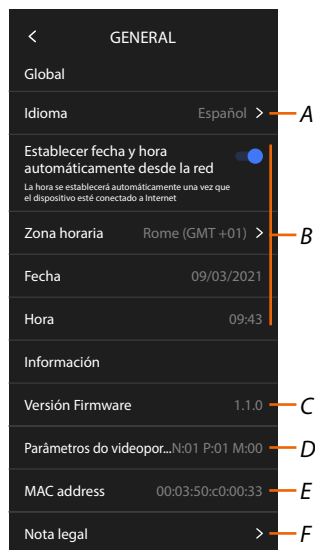 GENERAL
Global
Idioma Español A
Establecer fecha y hora
automáticamente desde la red
La hora se establecerá automáticamente una vez que
el dispositivo esté conectado a Internet
Zona horaria Rome (GMT +01) B
Fecha 09/03/2021
Hora 09:43
Información
Versión Firmware 1.1.0 C
Parâmetros do videopor...N:01 P:01 M:00 D
MAC address 00:03:50:c0:00:33 E
Nota legal F